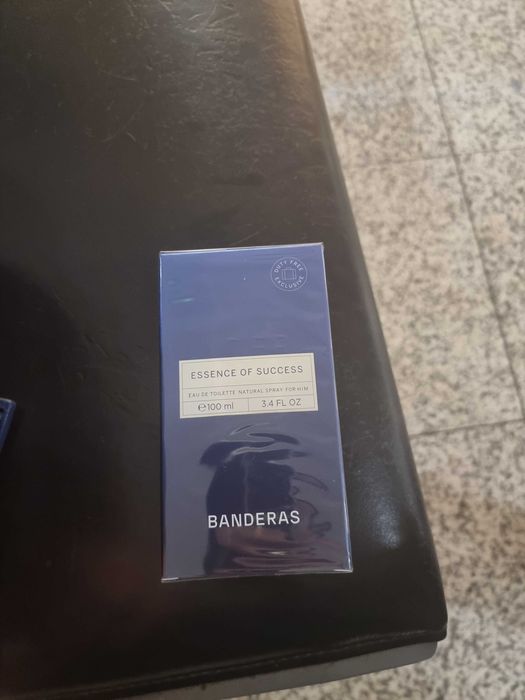 DUTY FREE
EXCLUSIVE
ESSENCE OF SUCCESS
EAU DE TOILETTE NATURAL SPRAY FOR HIM
℮100 ml
3.4 FL OZ
BANDERAS